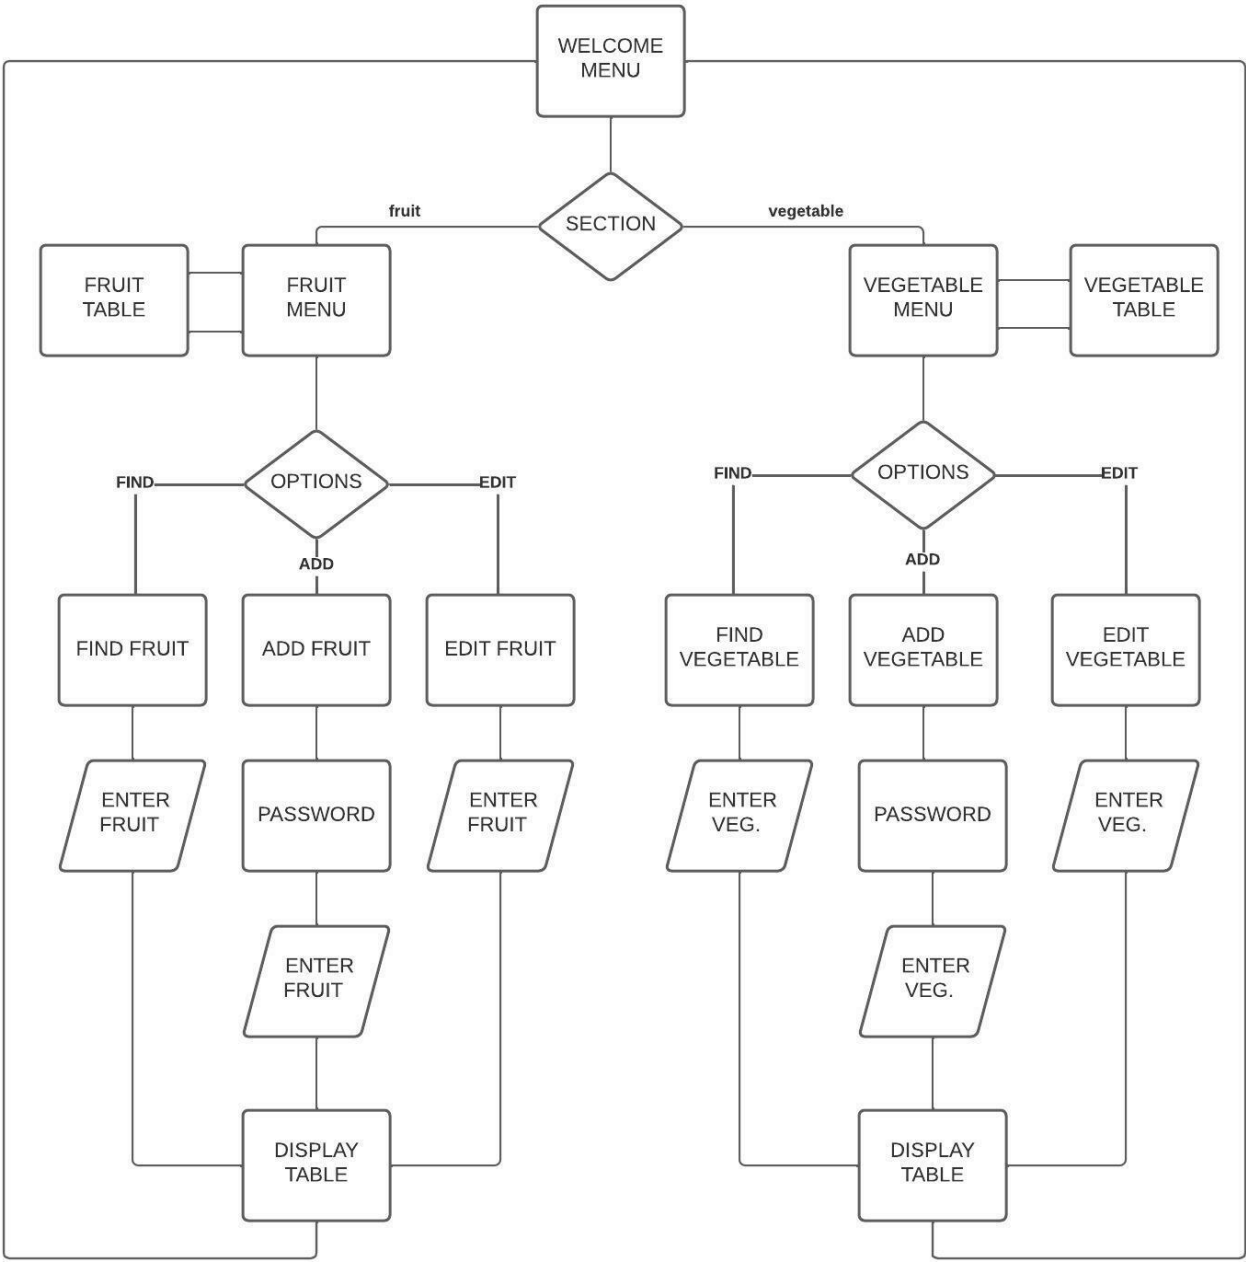 WELCOME
MENU
SECTION
fruit
vegetable
FRUIT
TABLE
FRUIT
MENU
VEGETABLE
MENU
VEGETABLE
TABLE
OPTIONS
FIND
ADD
EDIT
OPTIONS
FIND
ADD
EDIT
FIND FRUIT
ADD FRUIT
EDIT FRUIT
FIND
VEGETABLE
ADD
VEGETABLE
EDIT
VEGETABLE
ENTER
FRUIT
PASSWORD
ENTER
FRUIT
ENTER
VEG.
PASSWORD
ENTER
VEG.
ENTER
FRUIT
ENTER
VEG.
DISPLAY
TABLE
DISPLAY
TABLE